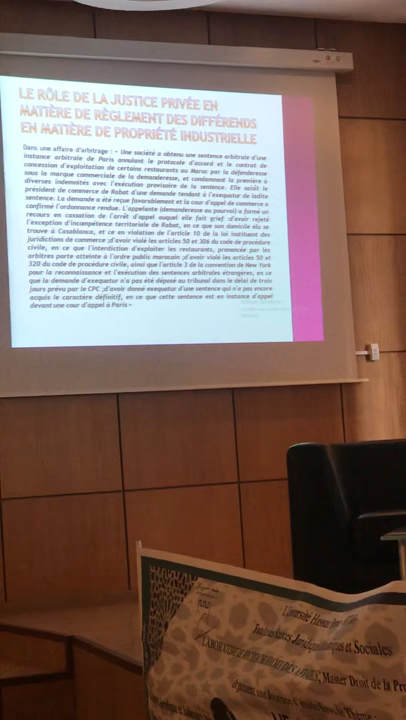 LE RÔLE DE LA JUSTICE PRIVÉE EN
MATIÈRE DE RÈGLEMENT DES DIFFÉRENDS
EN MATIÈRE DE PROPRIÉTÉ INDUSTRIELLE
Dans une affaire d'arbitrage : « Une société a obtenu une sentence arbitrale d'une
instance arbitrale de Paris annulant le protocole d'accord et le contrat de
concession d'exploitation de certains restaurants au Maroc par la défenderesse
sous la marque commerciale de la demanderesse, et condamnant la première à
diverses indemnités avec l'exécution provisoire de la sentence. Elle saisit le
président de commerce de Rabat d'une demande tendant à l'exequatur de ladite
sentence. La demande a été reçue favorablement et la cour d'appel de commerce a
confirmé l'ordonnance rendue. L'appelante (demanderesse au pourvoi) a formé un
recours en cassation de l'arrêt d'appel auquel elle fait grief :d'avoir rejeté
l'exception d'incompétence territoriale de Rabat, en ce que son domicile élu se
trouve à Casablanca, et ce en violation de l'article 10 de la loi instituant des
juridictions de commerce ;d'avoir violé les articles 50 et 306 du code de procédure
civile, en ce que l'interdiction d'exploiter les restaurants, prononcée par les
arbitres porte atteinte à l'ordre public marocain ;d'avoir violé les articles 50 et
320 du code de procédure civile, ainsi que l'article 3 de la convention de New York
pour la reconnaissance et l'exécution des sentences arbitrales étrangères, en ce
que la demande d'exequatur n'a pas été déposé au tribunal dans le délai de trois
jours prévu par le CPC ;d'avoir donné exequatur d'une sentence qui n'a pas encore
acquis le caractère définitif, en ce que cette sentence est en instance d'appel
devant une cour d'appel à Paris »
Université
Juridiques et Sociales
LABORATOIRE DE DROIT DES AFFAIRES, Master Droit de la Pro